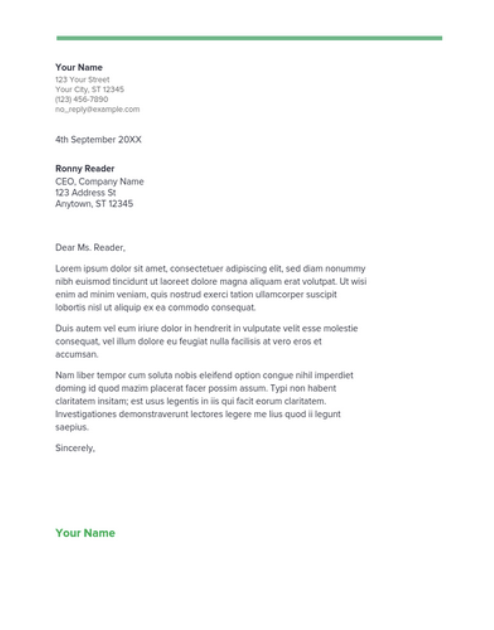 Your Name
123 Your Street
Your City, ST 12345
(123) 456-7890
no_reply@example.com
4th September 20XX
Ronny Reader
CEO, Company Name
123 Address St
Anytown, ST 12345
Dear Ms. Reader,
Lorem ipsum dolor sit amet, consectetuer adipiscing elit, sed diam nonummy
nibh euismod tincidunt ut laoreet dolore magna aliquam erat volutpat. Ut wisi
enim ad minim veniam, quis nostrud exerci tation ullamcorper suscipit
lobortis nisl ut aliquip ex ea commodo consequat.
Duis autem vel eum iriure dolor in hendrerit in vulputate velit esse molestie
consequat, vel illum dolore eu feugiat nulla facilisis at vero eros et
accumsan.
Nam liber tempor cum soluta nobis eleifend option congue nihil imperdiet
doming id quod mazim placerat facer possim assum. Typi non habent
claritatem insitam; est usus legentis in iis qui facit eorum claritatem.
Investigationes demonstraverunt lectores legere me lius quod ii legunt
saepius.
Sincerely,
Your Name